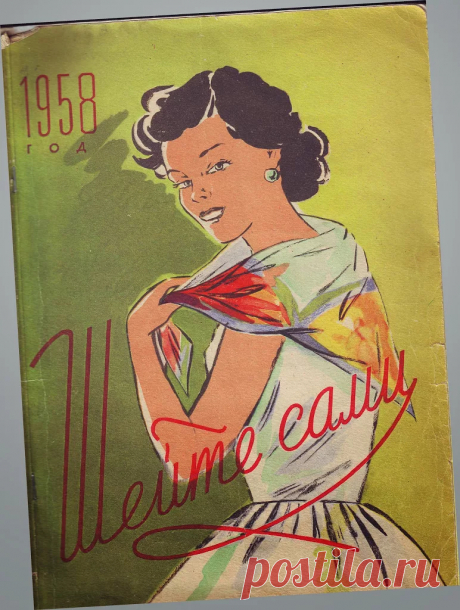 1958
год
Шейте сами
postila.ru